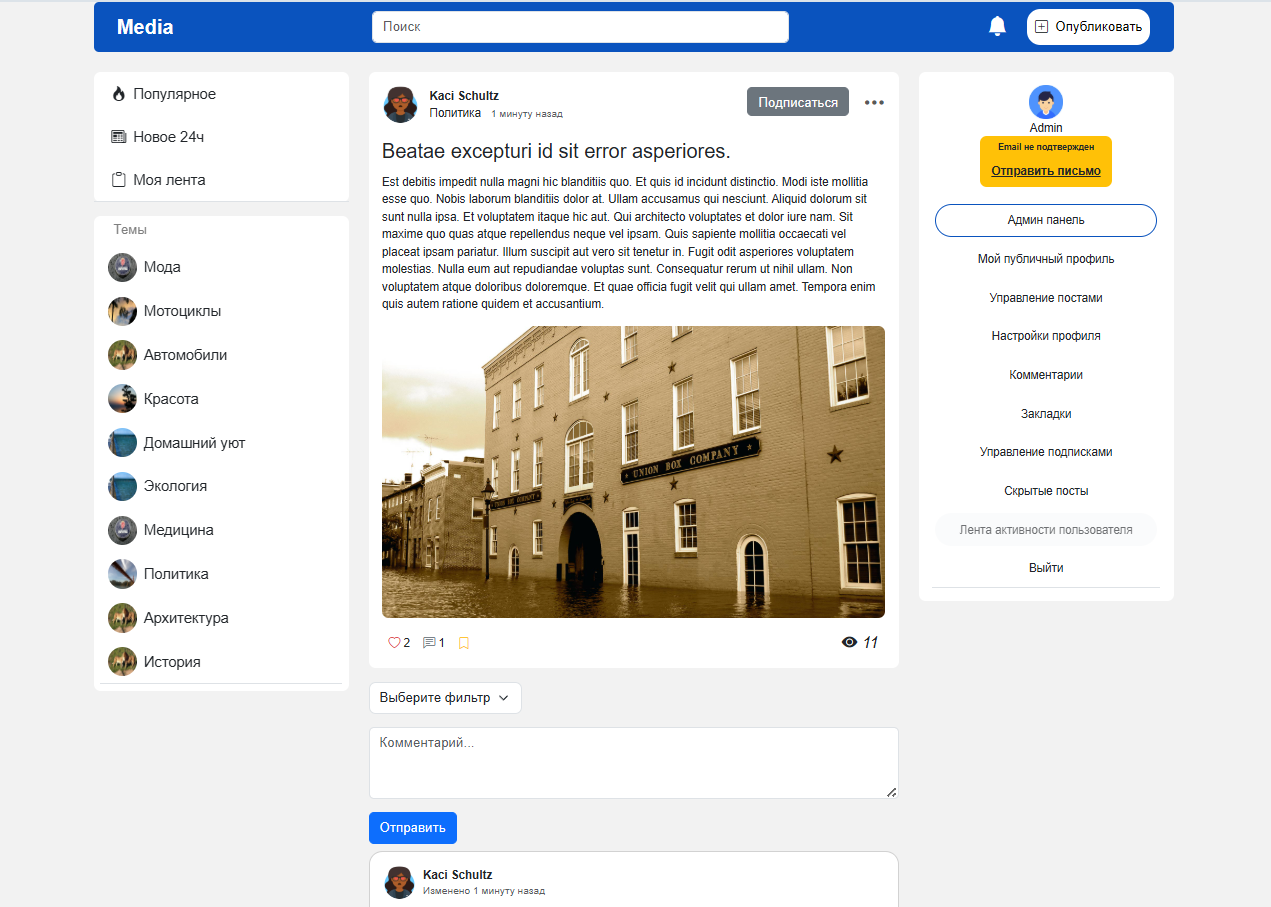 Media
Поиск
Опубликовать
Популярное
Новое 24ч
Моя лента
Темы
Мода
Мотоциклы
Автомобили
Красота
Домашний уют
Экология
Медицина
Политика
Архитектура
История
Kaci Schultz
Политика 1 минуту назад
Подписаться
Beatae excepturi id sit error asperiores.
Est debitis impedit nulla magni hic blanditiis quo. Et quis id incidunt distinctio. Modi iste mollitia
esse quo. Nobis laborum blanditiis dolor at. Ullam accusamus qui nesciunt. Aliquid dolorum sit
sunt nulla ipsa. Et voluptatem itaque hic aut. Qui architecto voluptates et dolor iure nam. Sit
maxime quo quas atque repellendus neque vel ipsam. Quis sapiente mollitia occaecati vel
placeat ipsam pariatur. Illum suscipit aut vero sit tenetur in. Fugit odit asperiores voluptatem
molestias. Nulla eum aut repudiandae voluptas sunt. Consequatur rerum ut nihil ullam. Non
voluptatem atque doloribus doloremque. Et quae officia fugit velit qui ullam amet. Tempora enim
quis autem ratione quidem et accusantium.
UNION BOX COMPANY
2 1 11
Выберите фильтр
Комментарий...
Отправить
Kaci Schultz
Изменено 1 минуту назад
Admin
Email не подтвержден
Отправить письмо
Админ панель
Мой публичный профиль
Управление постами
Настройки профиля
Комментарии
Закладки
Управление подписками
Скрытые посты
Лента активности пользователя
Выйти